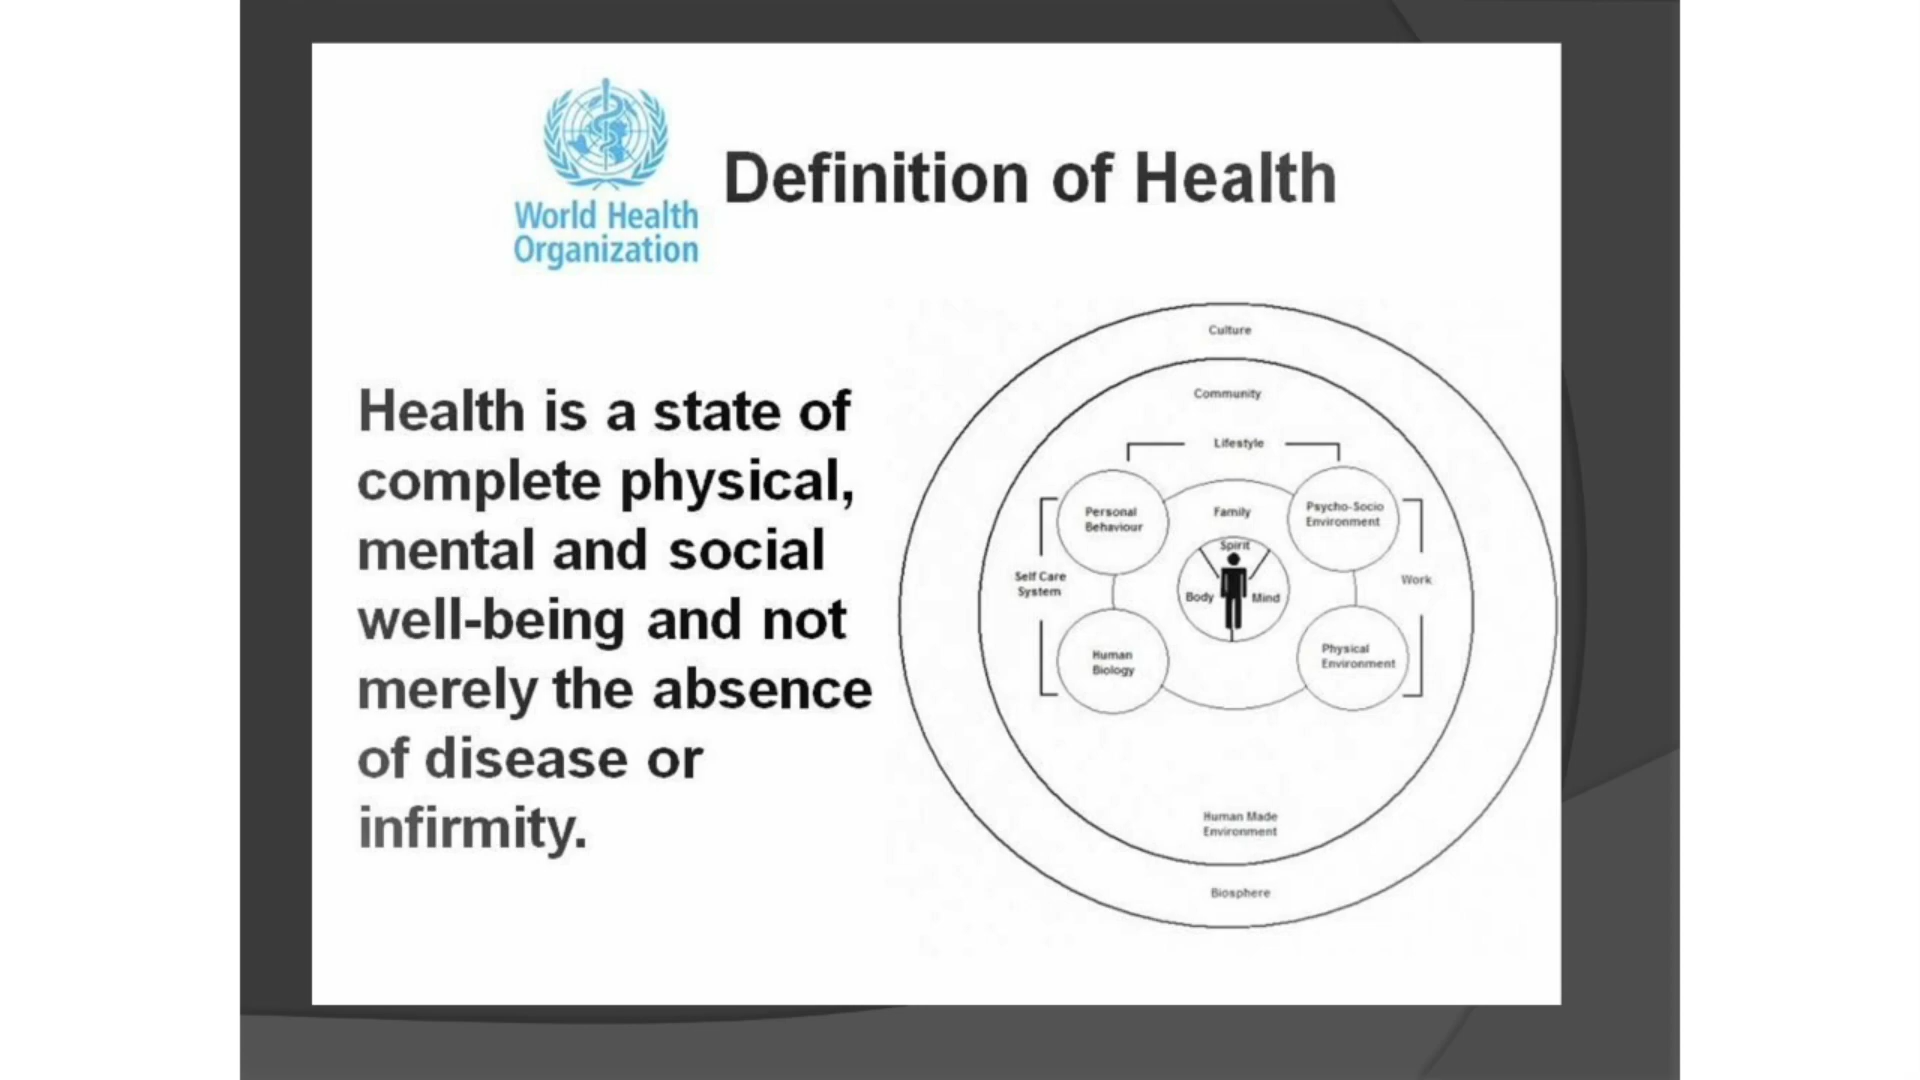 World Health
Organization
Definition of Health
Health is a state of
complete physical,
mental and social
well-being and not
merely the absence
of disease or
infirmity.
Culture
Community
Lifestyle
Personal
Behaviour
Family
Psycho-Socio
Environment
Spirit
Self Care
System
Body
Mind
Work
Human
Biology
Physical
Environment
Human Made
Environment
Biosphere